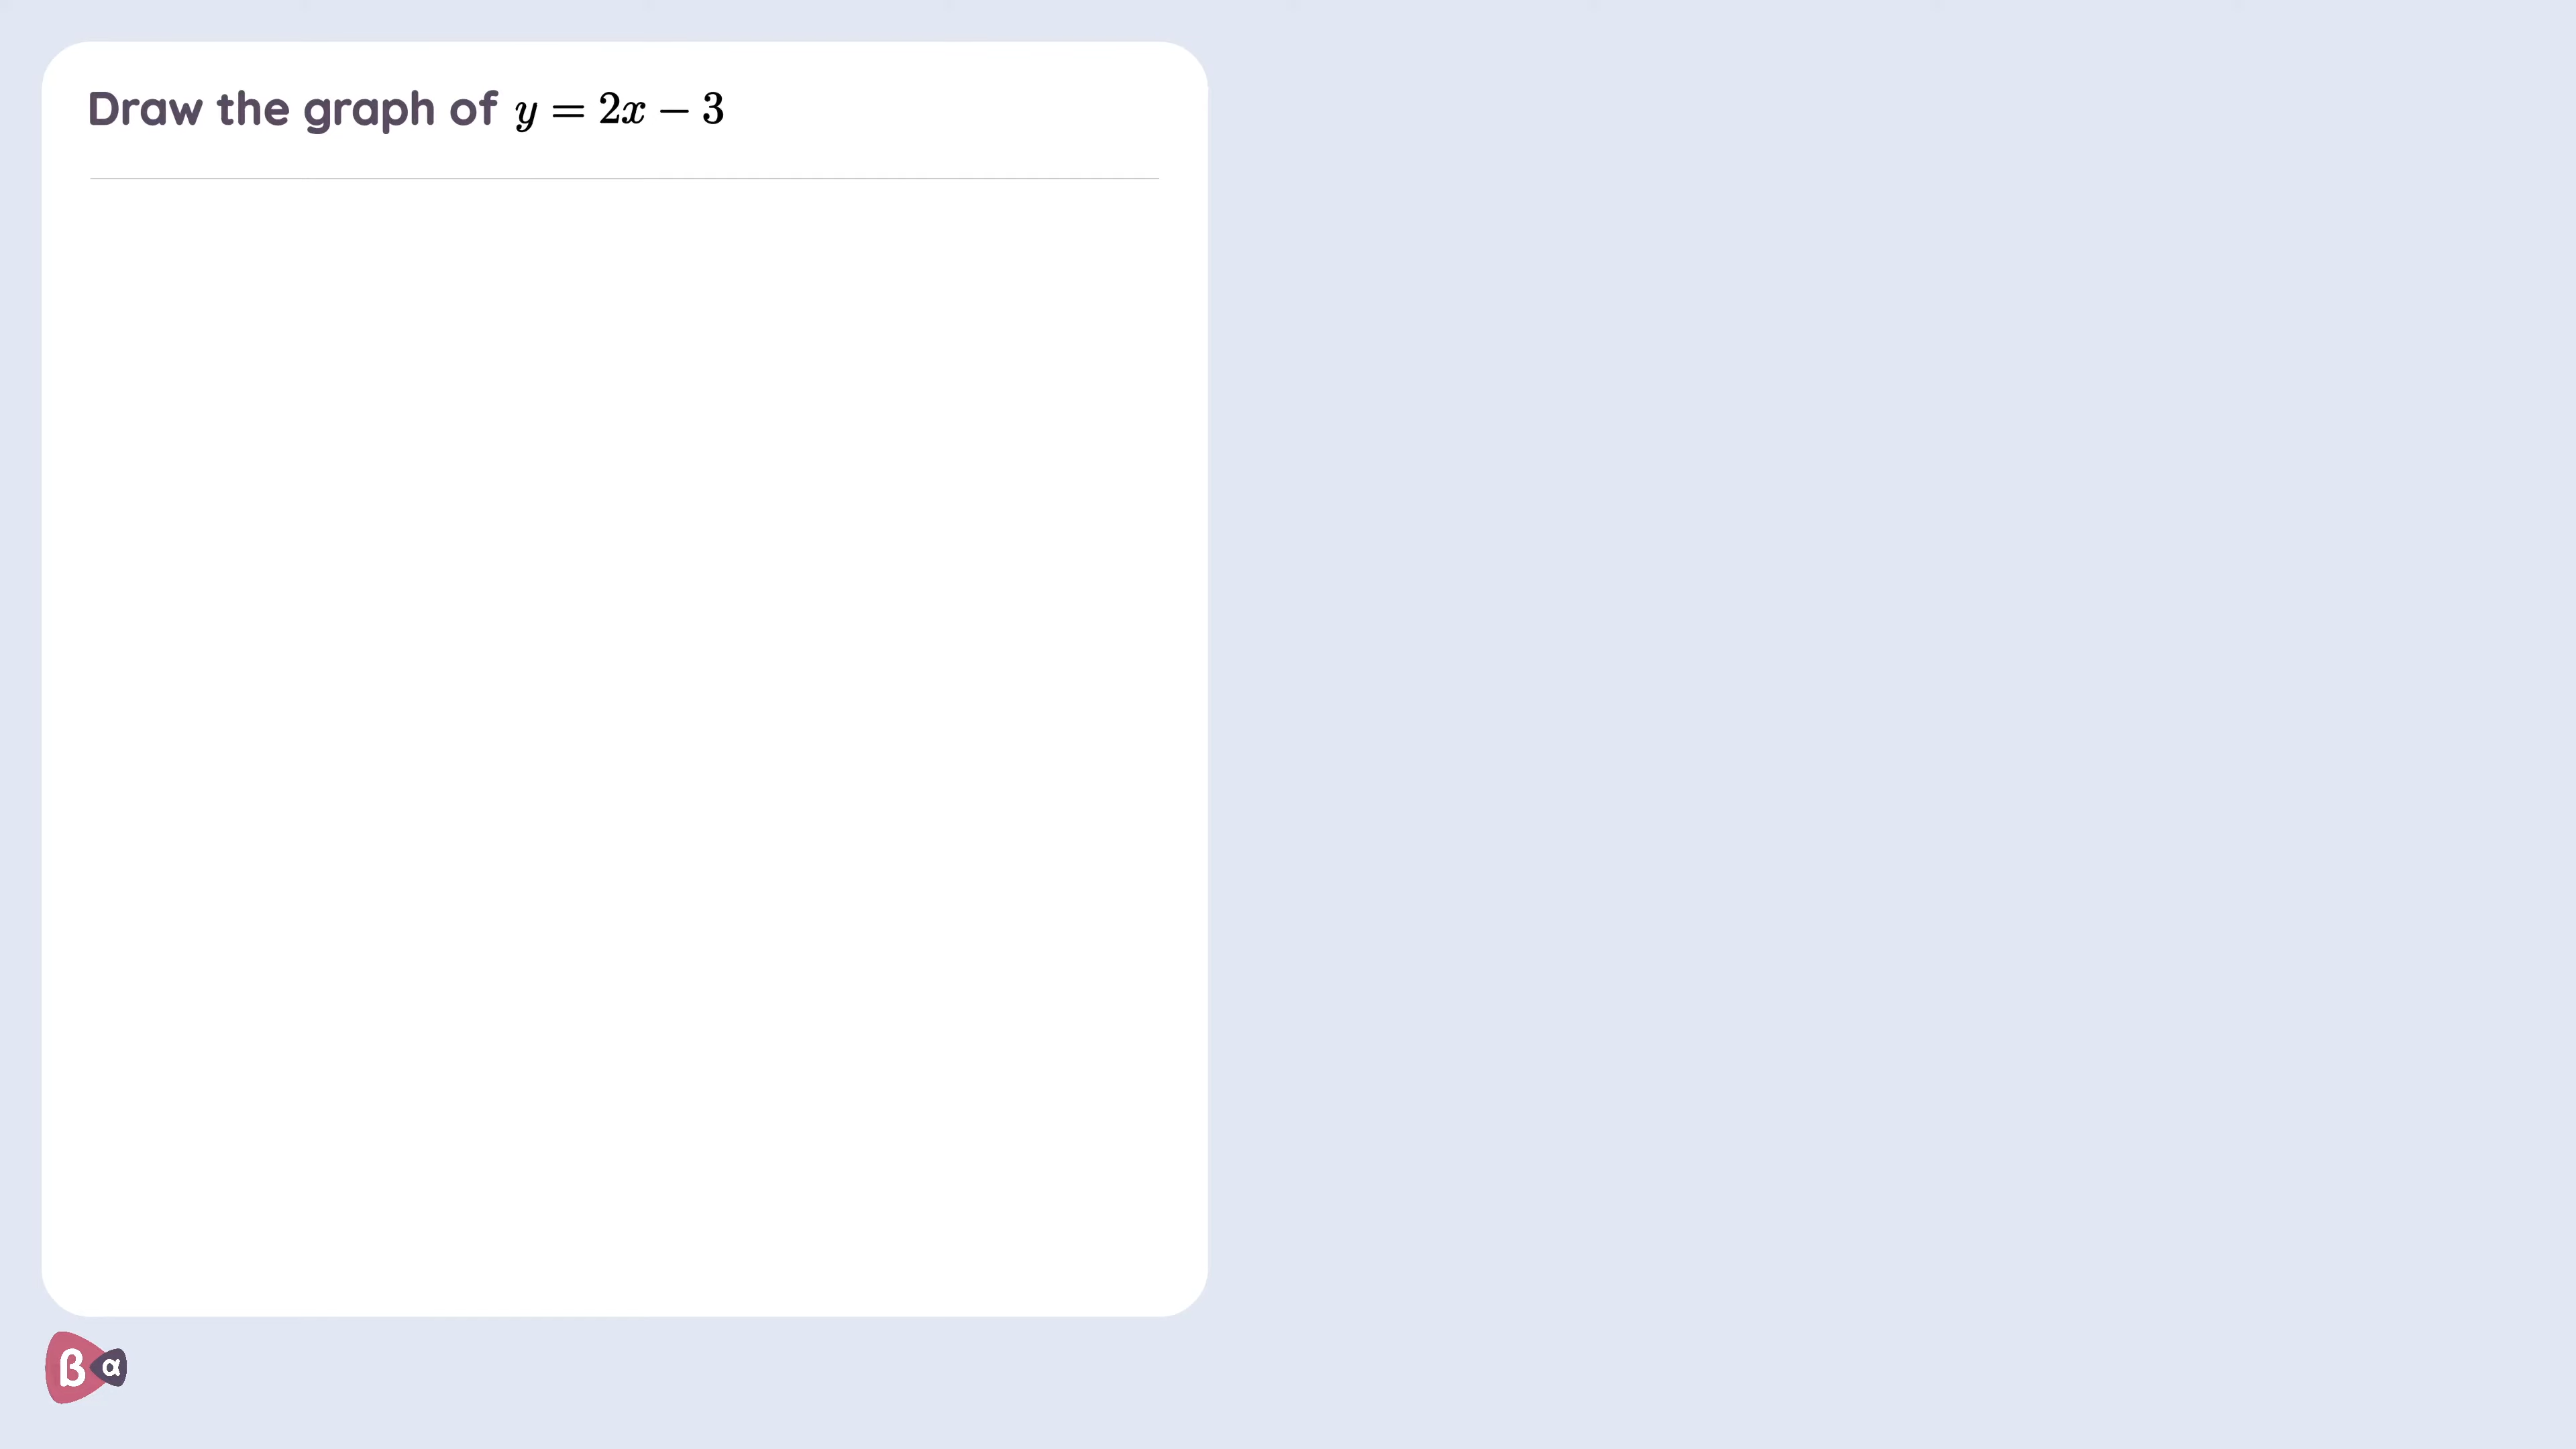 Draw the graph of y = 2x − 3
β α